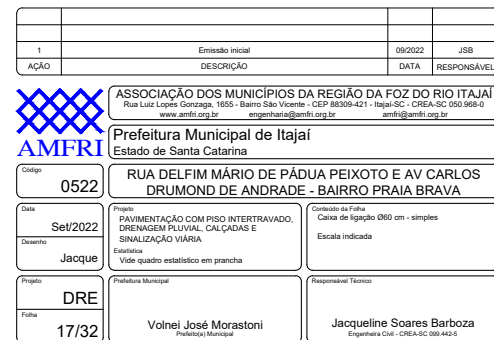 1 Emissão inicial 09/2022 JSB
AÇÃO DESCRIÇÃO DATA RESPONSÁVEL
AMFRI
ASSOCIAÇÃO DOS MUNICÍPIOS DA REGIÃO DA FOZ DO RIO ITAJAÍ
Rua Luiz Lopes Gonzaga, 1655 - Bairro São Vicente - CEP 88309-421 - Itajaí-SC - CREA-SC 050.968-0
www.amfri.org.br engenharia@amfri.org.br amfri@amfri.org.br
Prefeitura Municipal de Itajaí
Estado de Santa Catarina
Código
0522
RUA DELFIM MÁRIO DE PÁDUA PEIXOTO E AV CARLOS
DRUMOND DE ANDRADE - BAIRRO PRAIA BRAVA
Data
Set/2022
Desenho
Jacque
Projeto
PAVIMENTAÇÃO COM PISO INTERTRAVADO,
DRENAGEM PLUVIAL, CALÇADAS E
SINALIZAÇÃO VIÁRIA
Estatística
Vide quadro estatístico em prancha
Conteúdo da Folha
Caixa de ligação Ø60 cm - simples
Escala indicada
Projeto
DRE
Folha
17/32
Prefeitura Municipal
Volnei José Morastoni
Prefeito(a) Municipal
Responsável Técnico
Jacqueline Soares Barboza
Engenheira Civil - CREA-SC 099.442-5